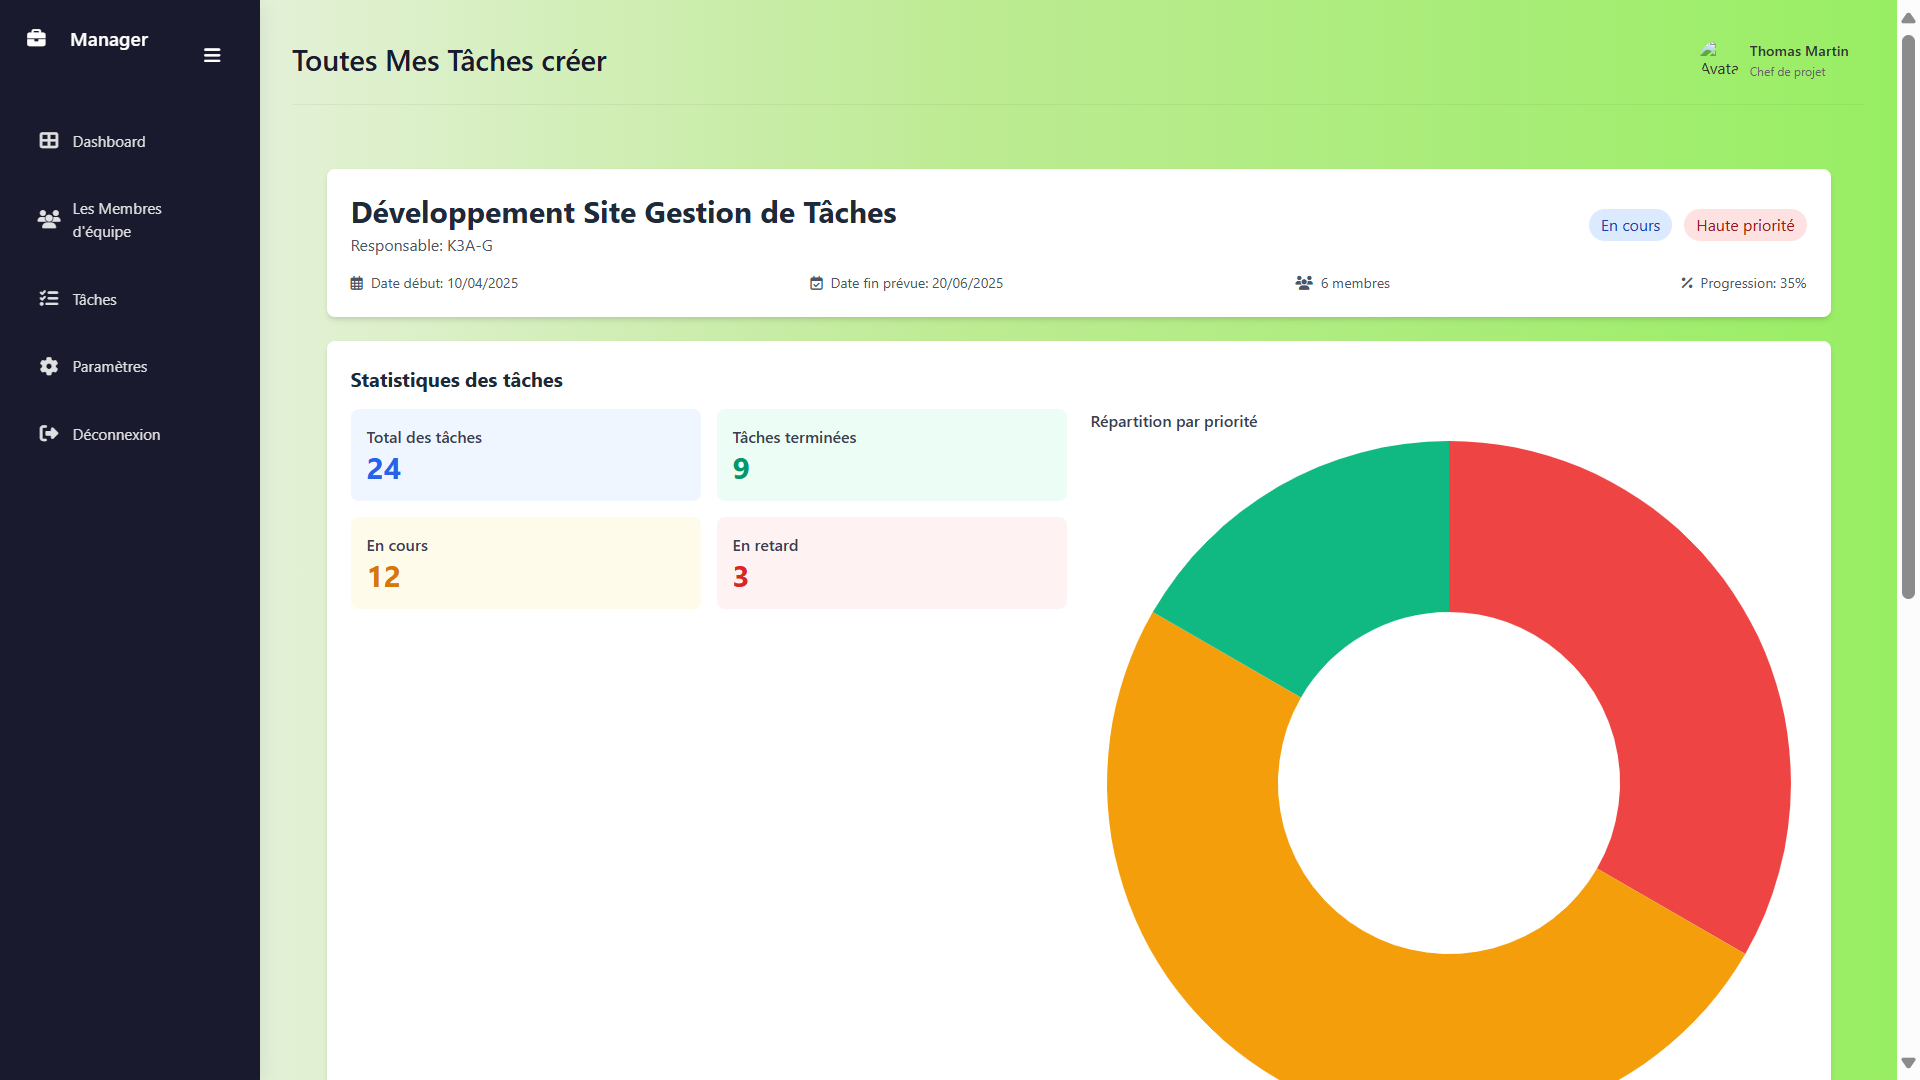 Manager
Dashboard
Les Membres
d'équipe
Tâches
Paramètres
Déconnexion
Toutes Mes Tâches créer
Avata
Thomas Martin
Chef de projet
Développement Site Gestion de Tâches
Responsable: K3A-G
En cours
Haute priorité
Date début: 10/04/2025
Date fin prévue: 20/06/2025
6 membres
Progression: 35%
Statistiques des tâches
Total des tâches
24
Tâches terminées
9
En cours
12
En retard
3
Répartition par priorité